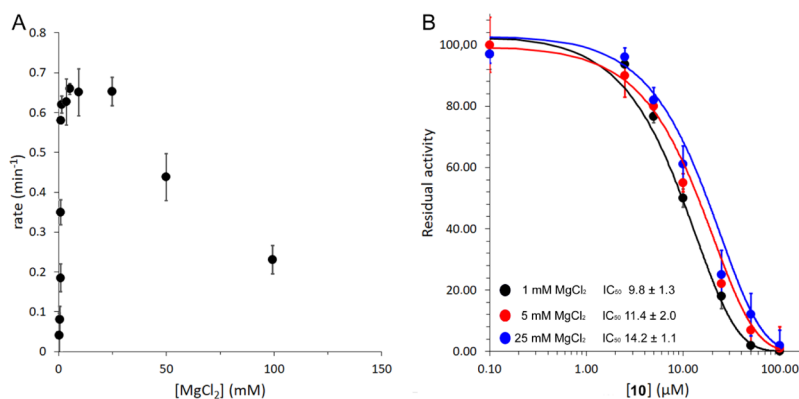 A
0.8
0.7
0.6
0.5
0.4
0.3
0.2
0.1
0
rate (min-1)
0
50
100
150
[MgCl2] (mM)
B
100,00
80.00
60.00
40.00
20.00
0.00
Residual activity
1 mM MgCl2 IC50 9.8 ± 1.3
5 mM MgCl2 IC50 11.4 ± 2.0
25 mM MgCl2 IC50 14.2 ± 1.1
0.10
1.00
10.00
100.00
[10] (μM)